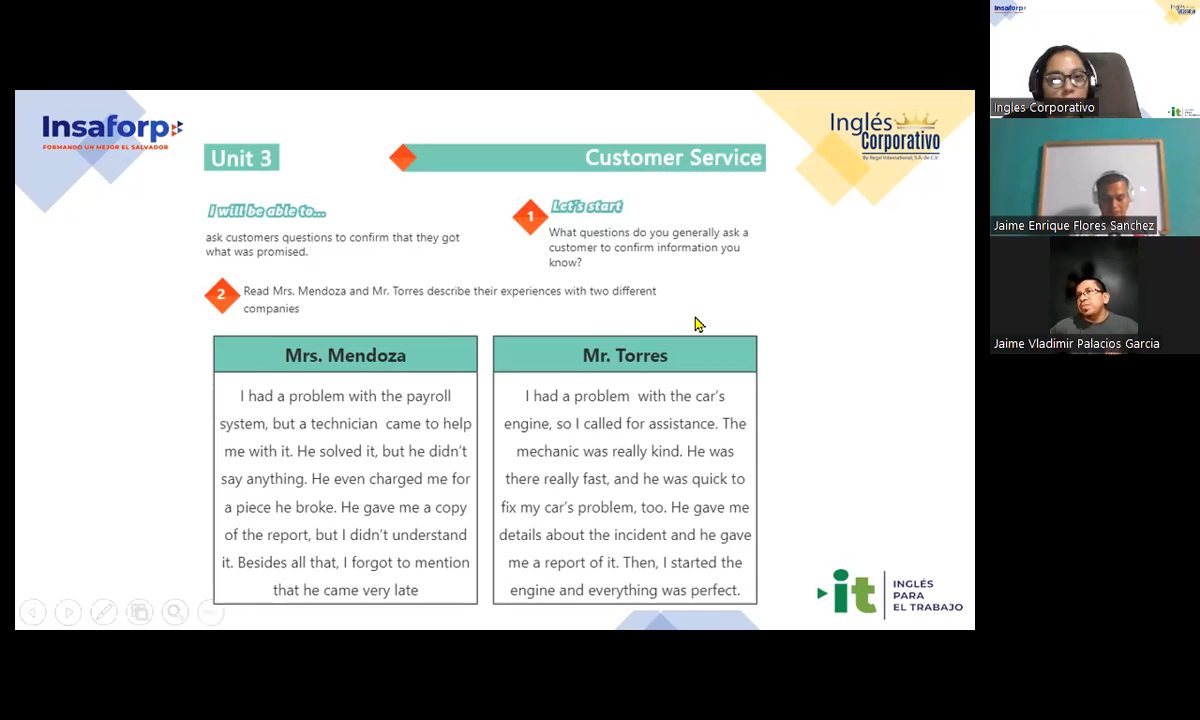 Insaforp
FORMANDO UN MEJOR EL SALVADOR
Unit 3
Customer Service
Inglés
Corporativo
By Regal International, S.A. de C.V.
I will be able to...
ask customers questions to confirm that they got
what was promised.
1
Let's start
What questions do you generally ask a
customer to confirm information you
know?
2
Read Mrs. Mendoza and Mr. Torres describe their experiences with two different
companies
Mrs. Mendoza
I had a problem with the payroll
system, but a technician came to help
me with it. He solved it, but he didn't
say anything. He even charged me for
a piece he broke. He gave me a copy
of the report, but I didn't understand
it. Besides all that, I forgot to mention
that he came very late
Mr. Torres
I had a problem with the car's
engine, so I called for assistance. The
mechanic was really kind. He was
there really fast, and he was quick to
fix my car's problem, too. He gave me
details about the incident and he gave
me a report of it. Then, I started the
engine and everything was perfect.
it
INGLÉS
PARA
EL TRABAJO
Insaforp
Ingles Corporativo
Jaime Enrique Flores Sanchez
Jaime Vladimir Palacios Garcia